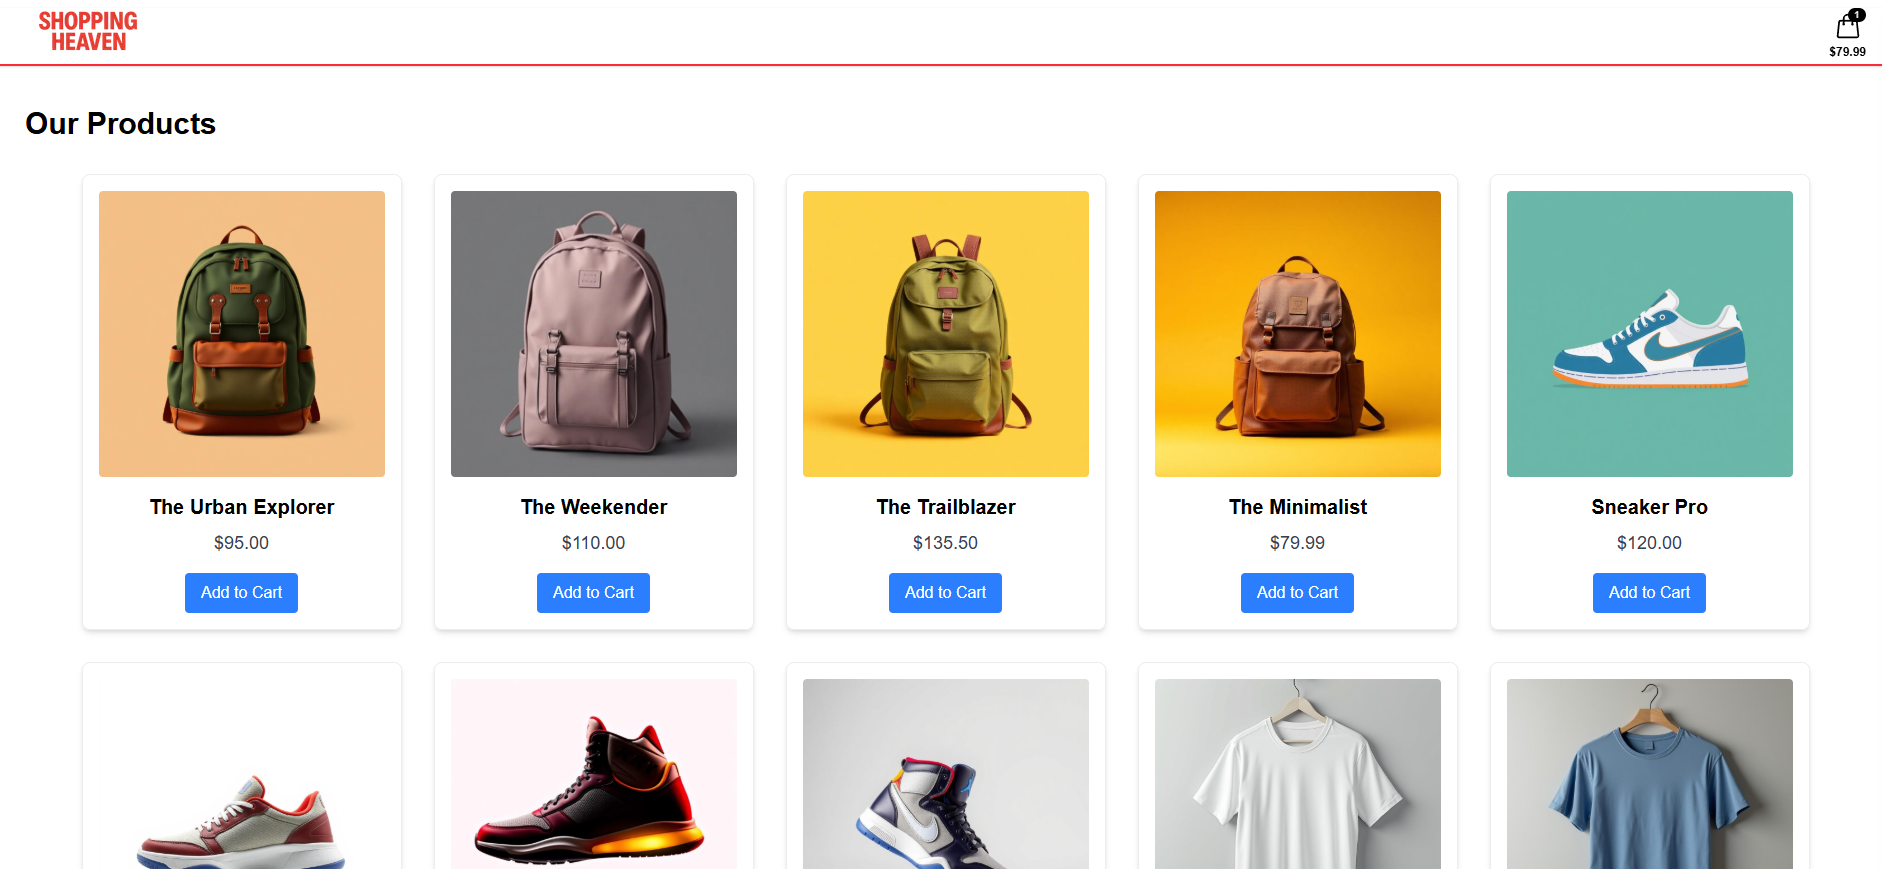 SHOPPING
HEAVEN
1
$79.99
Our Products
The Urban Explorer
$95.00
Add to Cart
The Weekender
$110.00
Add to Cart
The Trailblazer
$135.50
Add to Cart
The Minimalist
$79.99
Add to Cart
Sneaker Pro
$120.00
Add to Cart